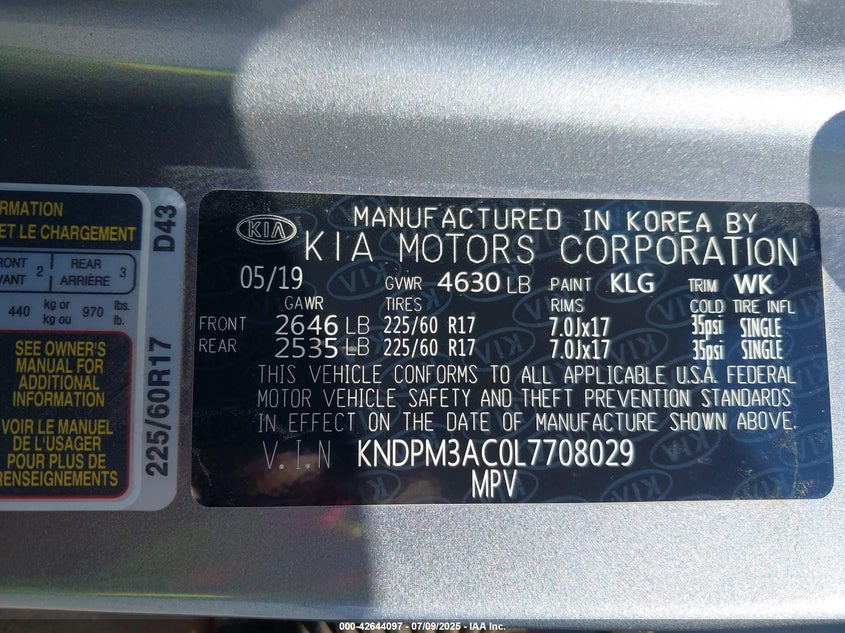 RMATION
ET LE CHARGEMENT
RONT 2 REAR 3
VANT ARRIÈRE
440 kg or 970 lbs.
kg ou lb.
SEE OWNER'S
MANUAL FOR
ADDITIONAL
INFORMATION
VOIR LE MANUEL
DE L'USAGER
POUR PLUS DE
RENSEIGNEMENTS
225/60R17 D43
KIA
MANUFACTURED IN KOREA BY
KIA MOTORS CORPORATION
05/19 GVWR 4630 LB PAINT KLG TRIM WK
GAWR TIRES RIMS COLD TIRE INFL
FRONT 2646 LB 225/60 R17 7.0Jx17 35psi SINGLE
REAR 2535 LB 225/60 R17 7.0Jx17 35psi SINGLE
THIS VEHICLE CONFORMS TO ALL APPLICABLE U.S.A. FEDERAL
MOTOR VEHICLE SAFETY AND THEFT PREVENTION STANDARDS
IN EFFECT ON THE DATE OF MANUFACTURE SHOWN ABOVE.
V.I.N KNDPM3AC0L7708029
MPV
000-42644097 - 07/09/2025 - IAA Inc.